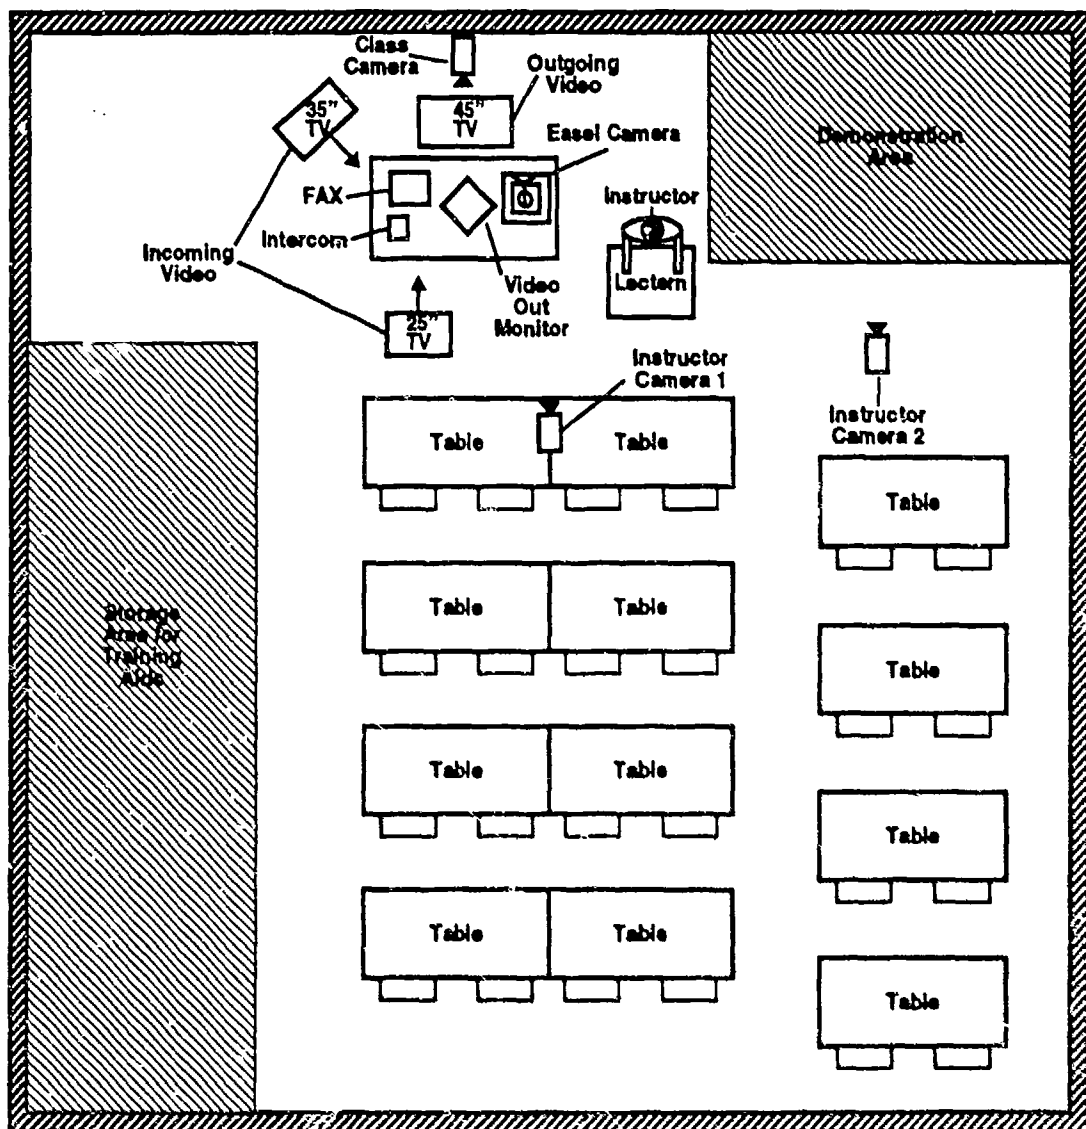 Class
Camera
Outgoing
Video
35"
TV
45"
TV
Easel Camera
Demonstration
Area
FAX
Instructor
Intercom
Incoming
Video
Lectern
Video
Out
Monitor
25"
TV
Instructor
Camera 1
Instructor
Camera 2
Table
Table
Table
Table
Table
Table
Storage
Area for
Training
Aids
Table
Table
Table
Table
Table
Table